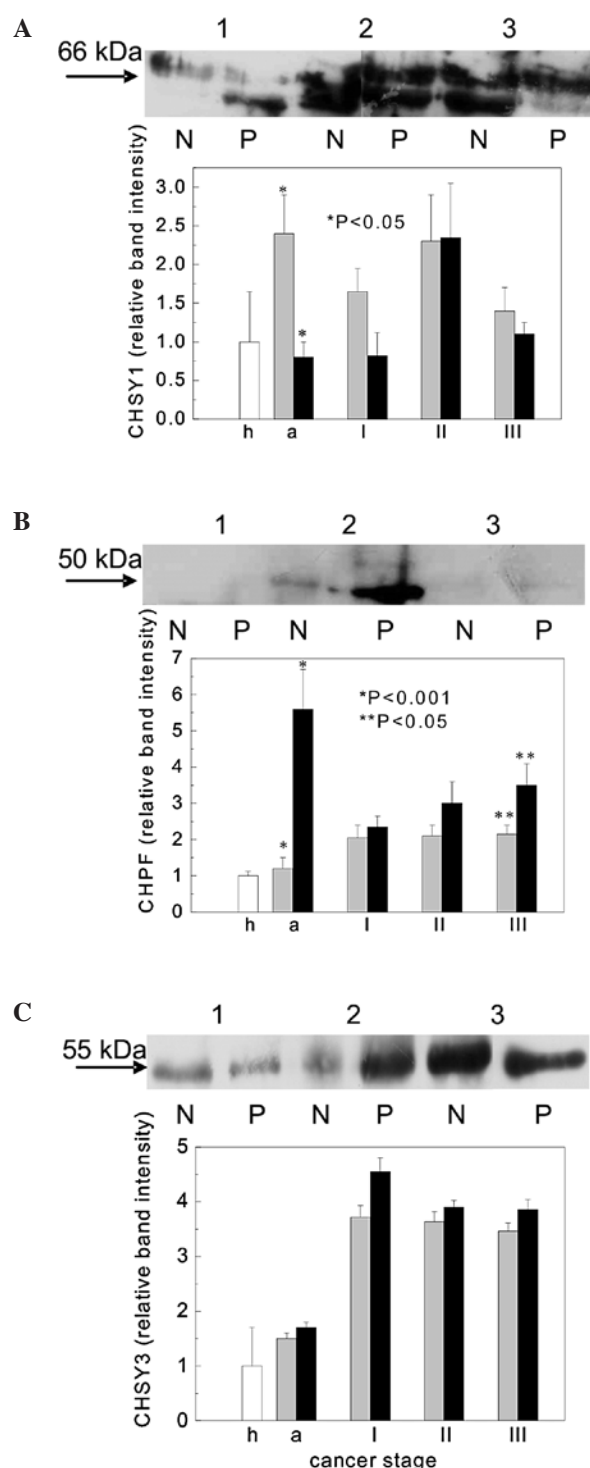 A
1 2 3
66 kDa
N P N P N P
CHSY1 (relative band intensity)
3.0
2.5
2.0
1.5
1.0
0.5
0.0
*
*
*P<0.05
h a I II III
B
1 2 3
50 kDa
N P N P N P
CHPF (relative band intensity)
7
6
5
4
3
2
1
0
*
*
*P<0.001
**P<0.05
**
**
h a I II III
C
1 2 3
55 kDa
N P N P N P
CHSY3 (relative band intensity)
5
4
3
2
1
0
h a I II III
cancer stage